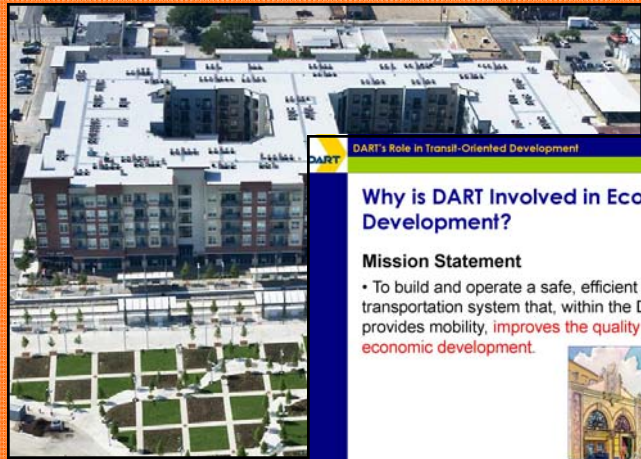 DART
DART's Role in Transit-Oriented Development
Why is DART Involved in Eco
Development?
Mission Statement
• To build and operate a safe, efficient
transportation system that, within the D
provides mobility, improves the quality
economic development.